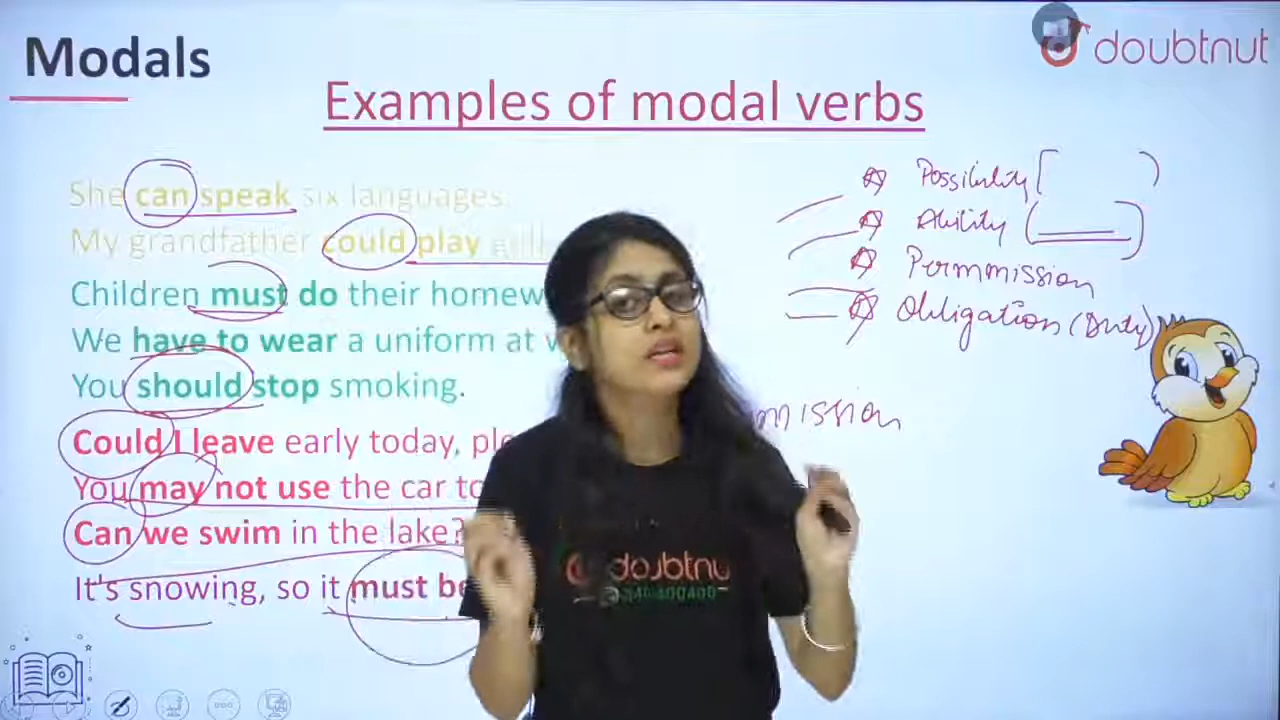 Modals
doubtnut
Examples of modal verbs
She can speak six languages.
My grandfather could play
Children must do their homew
We have to wear a uniform at w
You should stop smoking.
Could I leave early today, ple
You may not use the car to
Can we swim in the lake?
It's snowing, so it must be
Possibility
Ability
Permmission
Obligation (Duty)
mmission
doubtnut